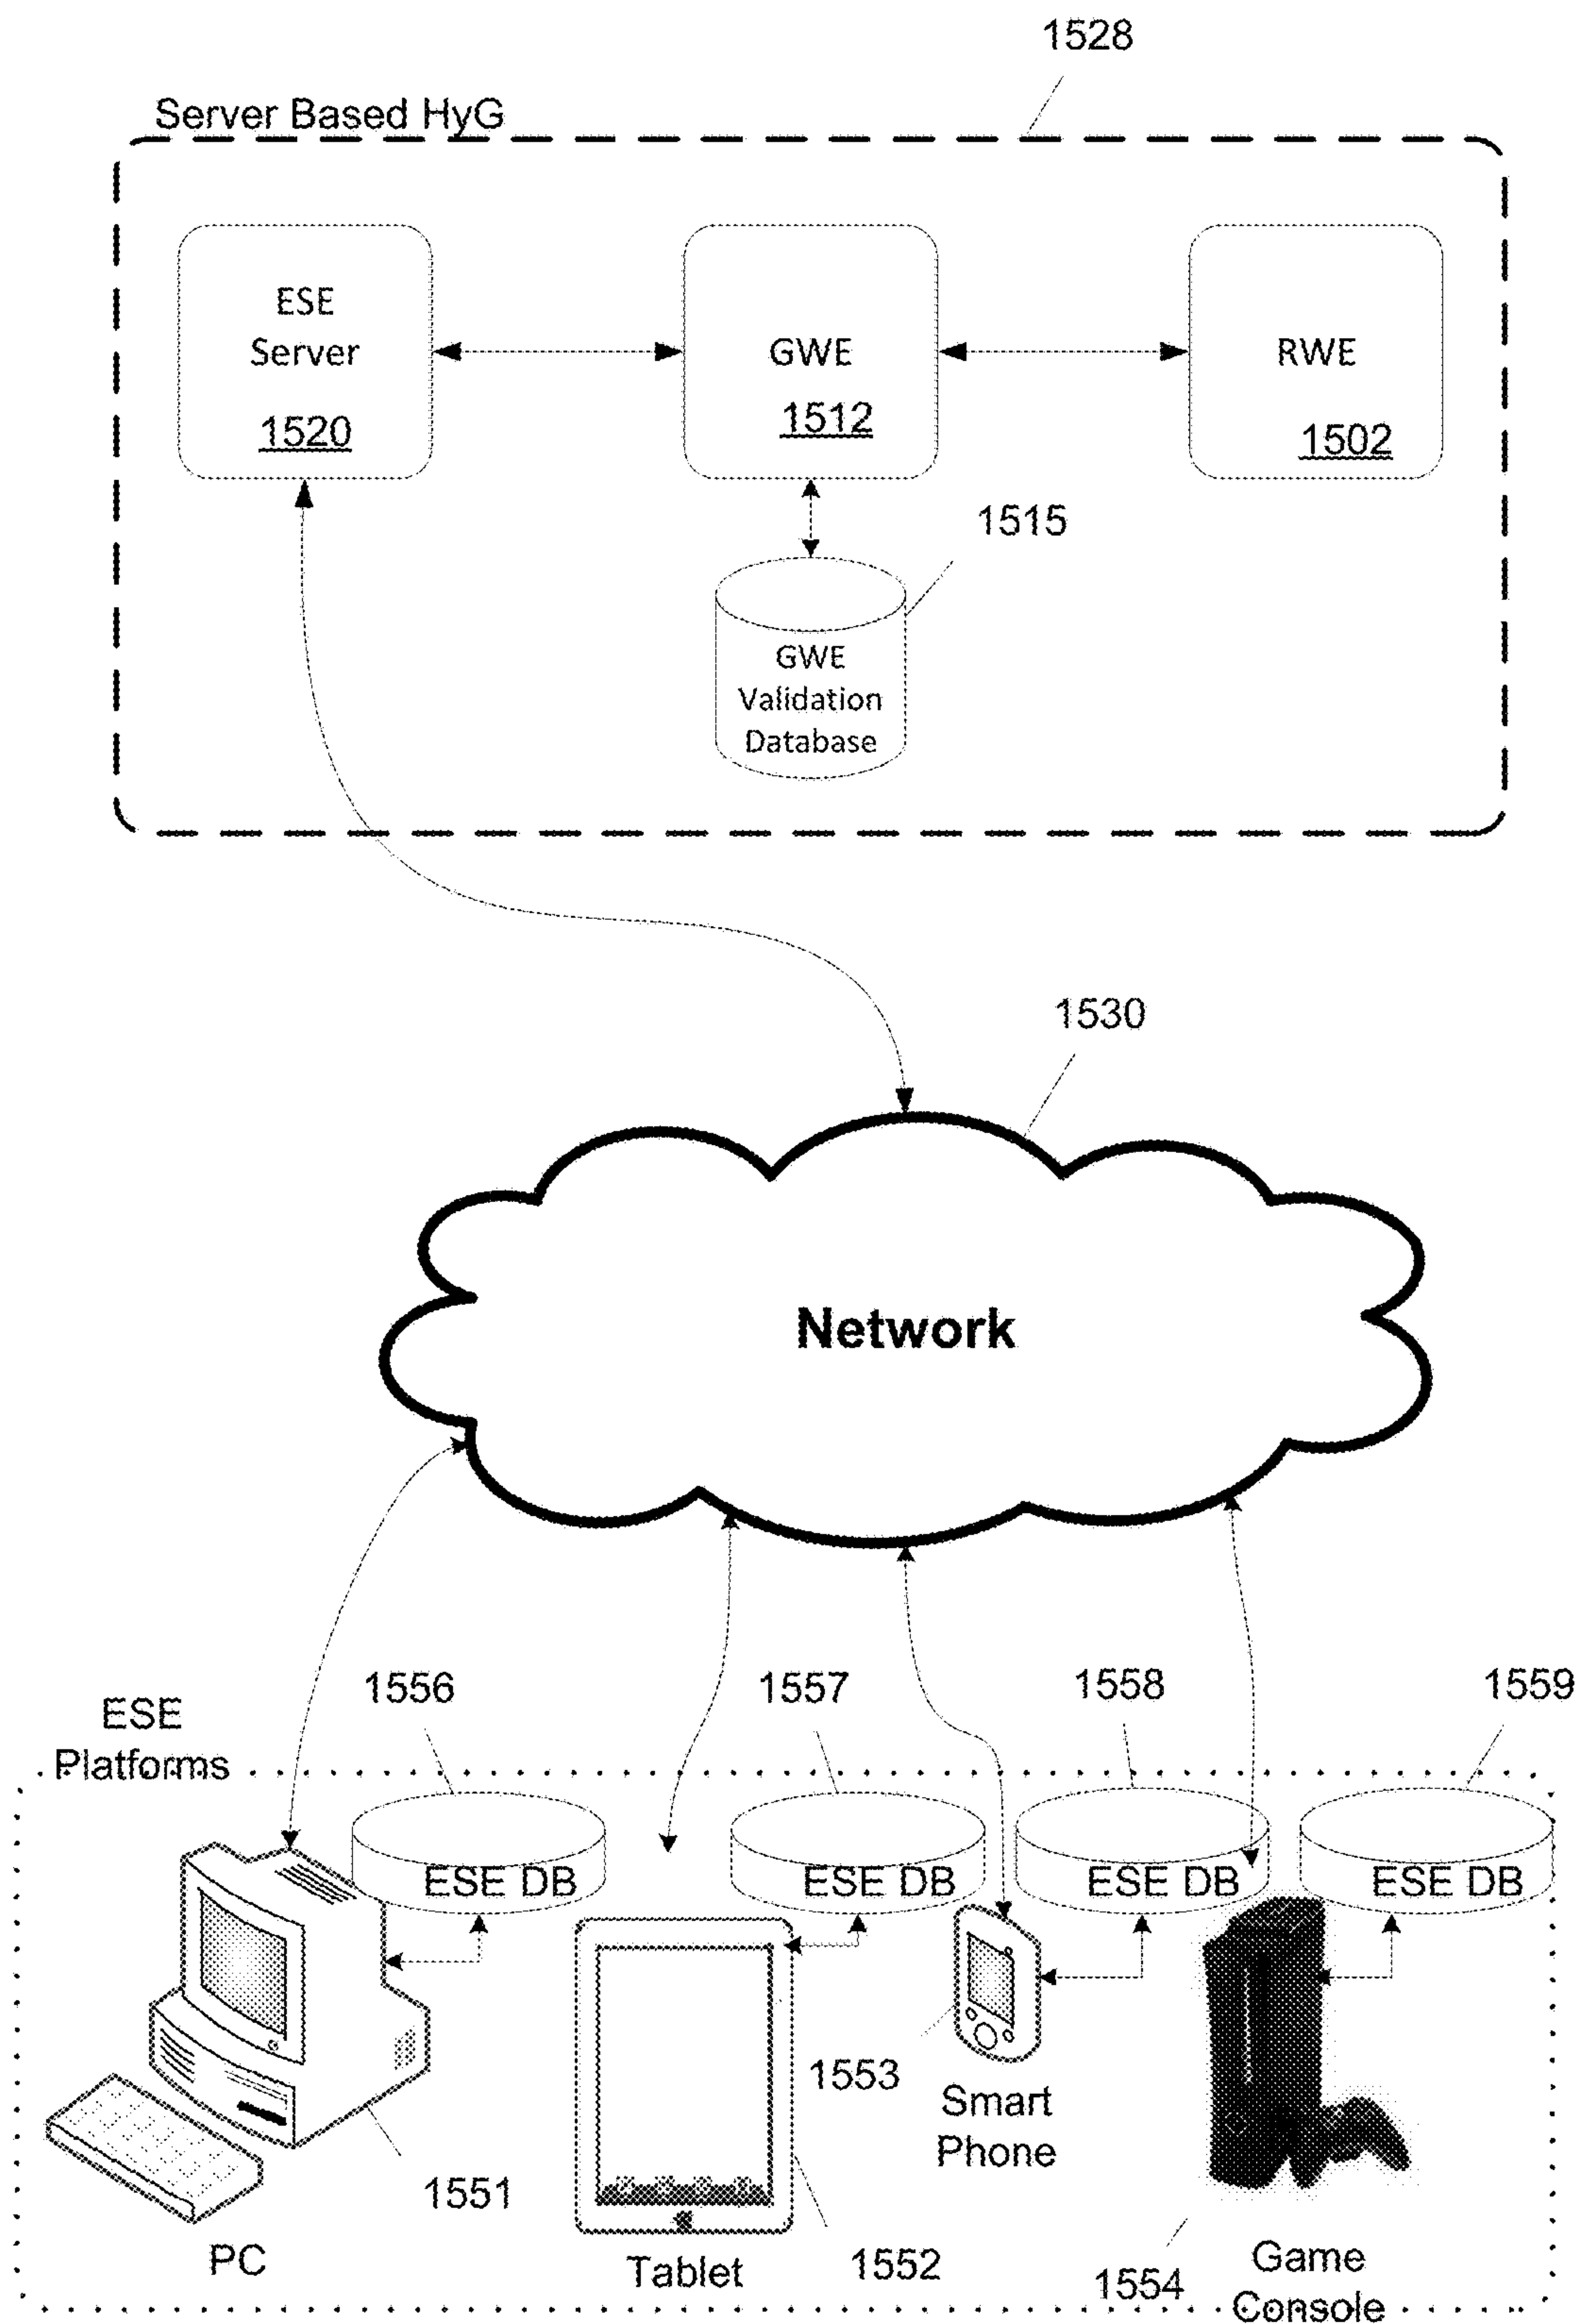 1528
Server Based HyG
ESE
Server
1520
GWE
1512
RWE
1502
1515
GWE
Validation
Database
1530
Network
1556
1557
1558
1559
ESE
Platforms
ESE DB
ESE DB
ESE DB
ESE DB
1553
Smart
Phone
1551
PC
Tablet
1552
1554
Game
Console